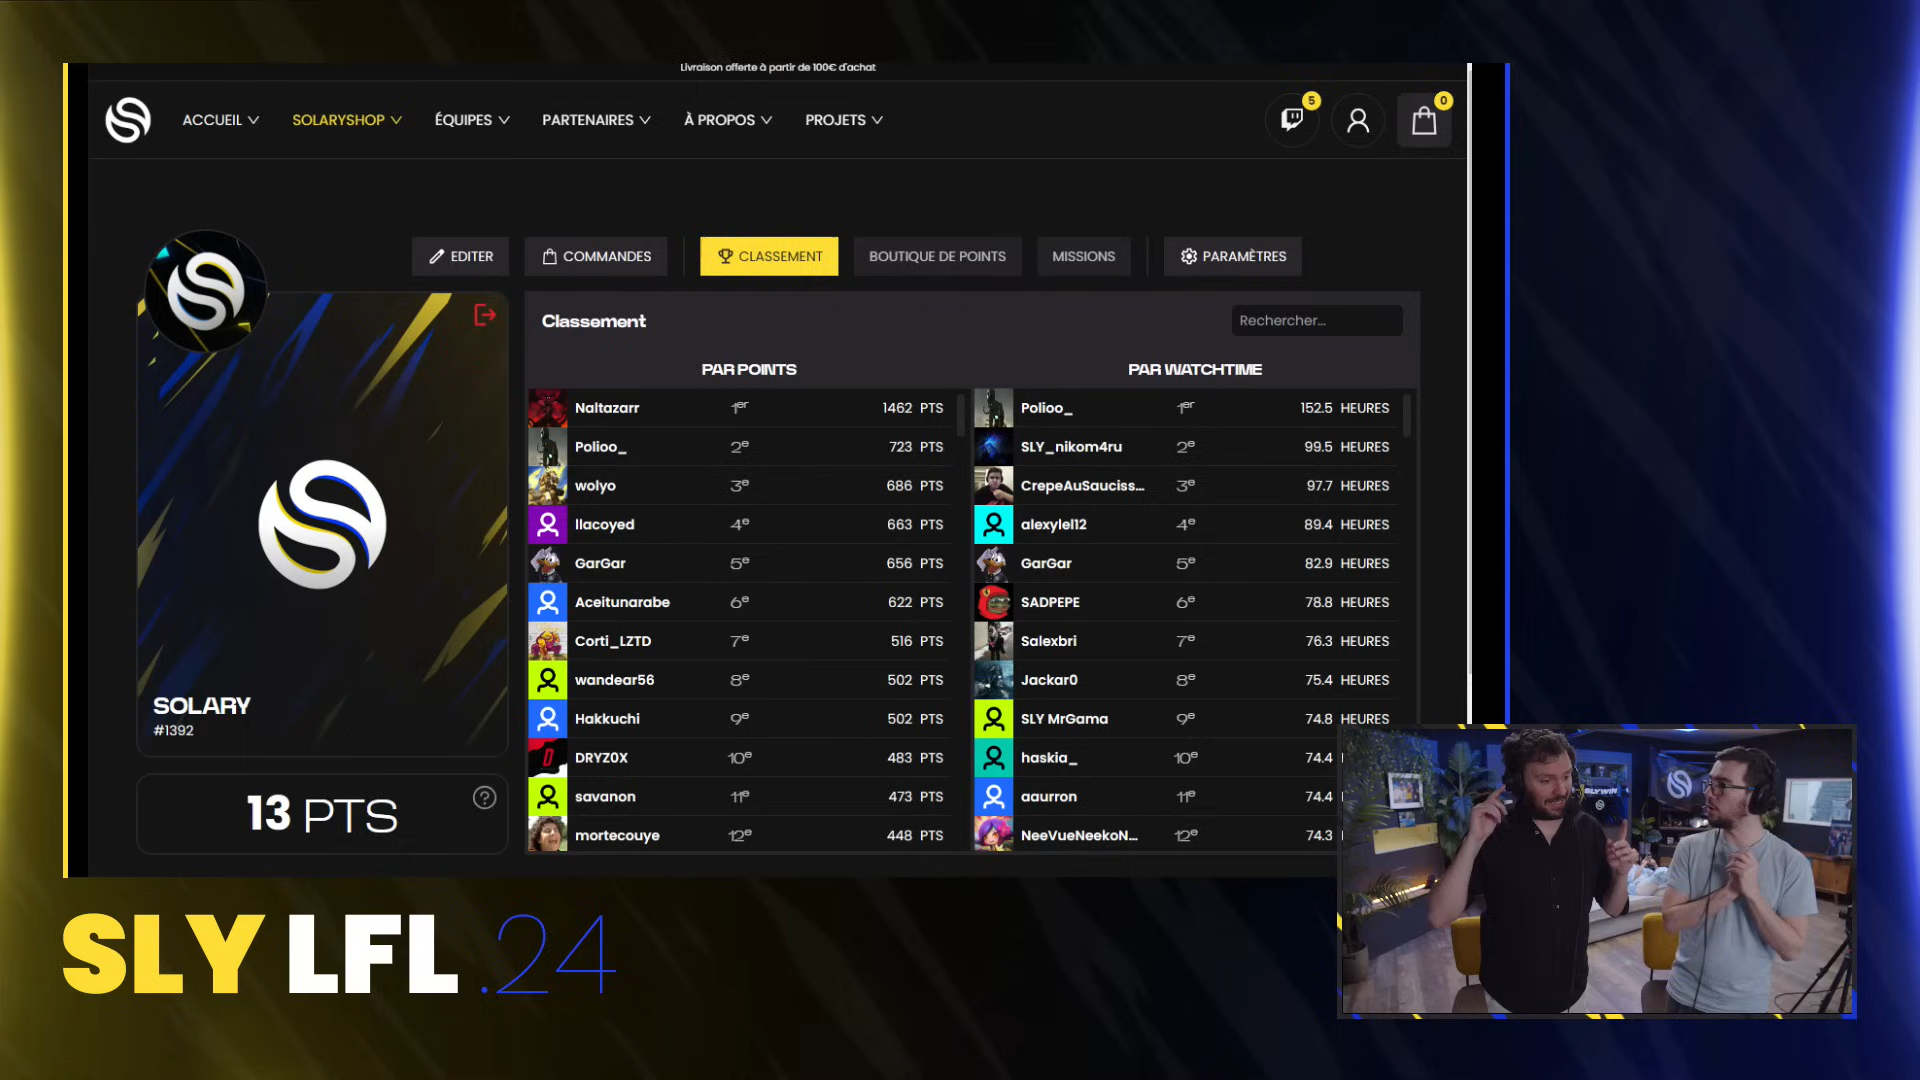 Livraison offerte à partir de 100€ d'achat
ACCUEIL SOLARYSHOP ÉQUIPES PARTENAIRES À PROPOS PROJETS 5 0
EDITER COMMANDES CLASSEMENT BOUTIQUE DE POINTS MISSIONS PARAMÈTRES
Classement Rechercher...
PAR POINTS PAR WATCHTIME
Naltazarr 1er 1462 PTS Polioo_ 1er 152.5 HEURES
Polioo_ 2e 723 PTS SLY_nikom4ru 2e 99.5 HEURES
wolyo 3e 686 PTS CrepeAuSauciss... 3e 97.7 HEURES
llacoyed 4e 663 PTS alexylel12 4e 89.4 HEURES
GarGar 5e 656 PTS GarGar 5e 82.9 HEURES
Aceitunarabe 6e 622 PTS SADPEPE 6e 78.8 HEURES
Corti_LZTD 7e 516 PTS Salexbri 7e 76.3 HEURES
wandear56 8e 502 PTS Jackar0 8e 75.4 HEURES
Hakkuchi 9e 502 PTS SLY MrGama 9e 74.8 HEURES
DRYZ0X 10e 483 PTS haskia_ 10e 74.4
savanon 11e 473 PTS aaurron 11e 74.4
mortecouye 12e 448 PTS NeeVueNeekoN... 12e 74.3
SOLARY
#1392
13 PTS
SLYWIN
SLY LFL .24